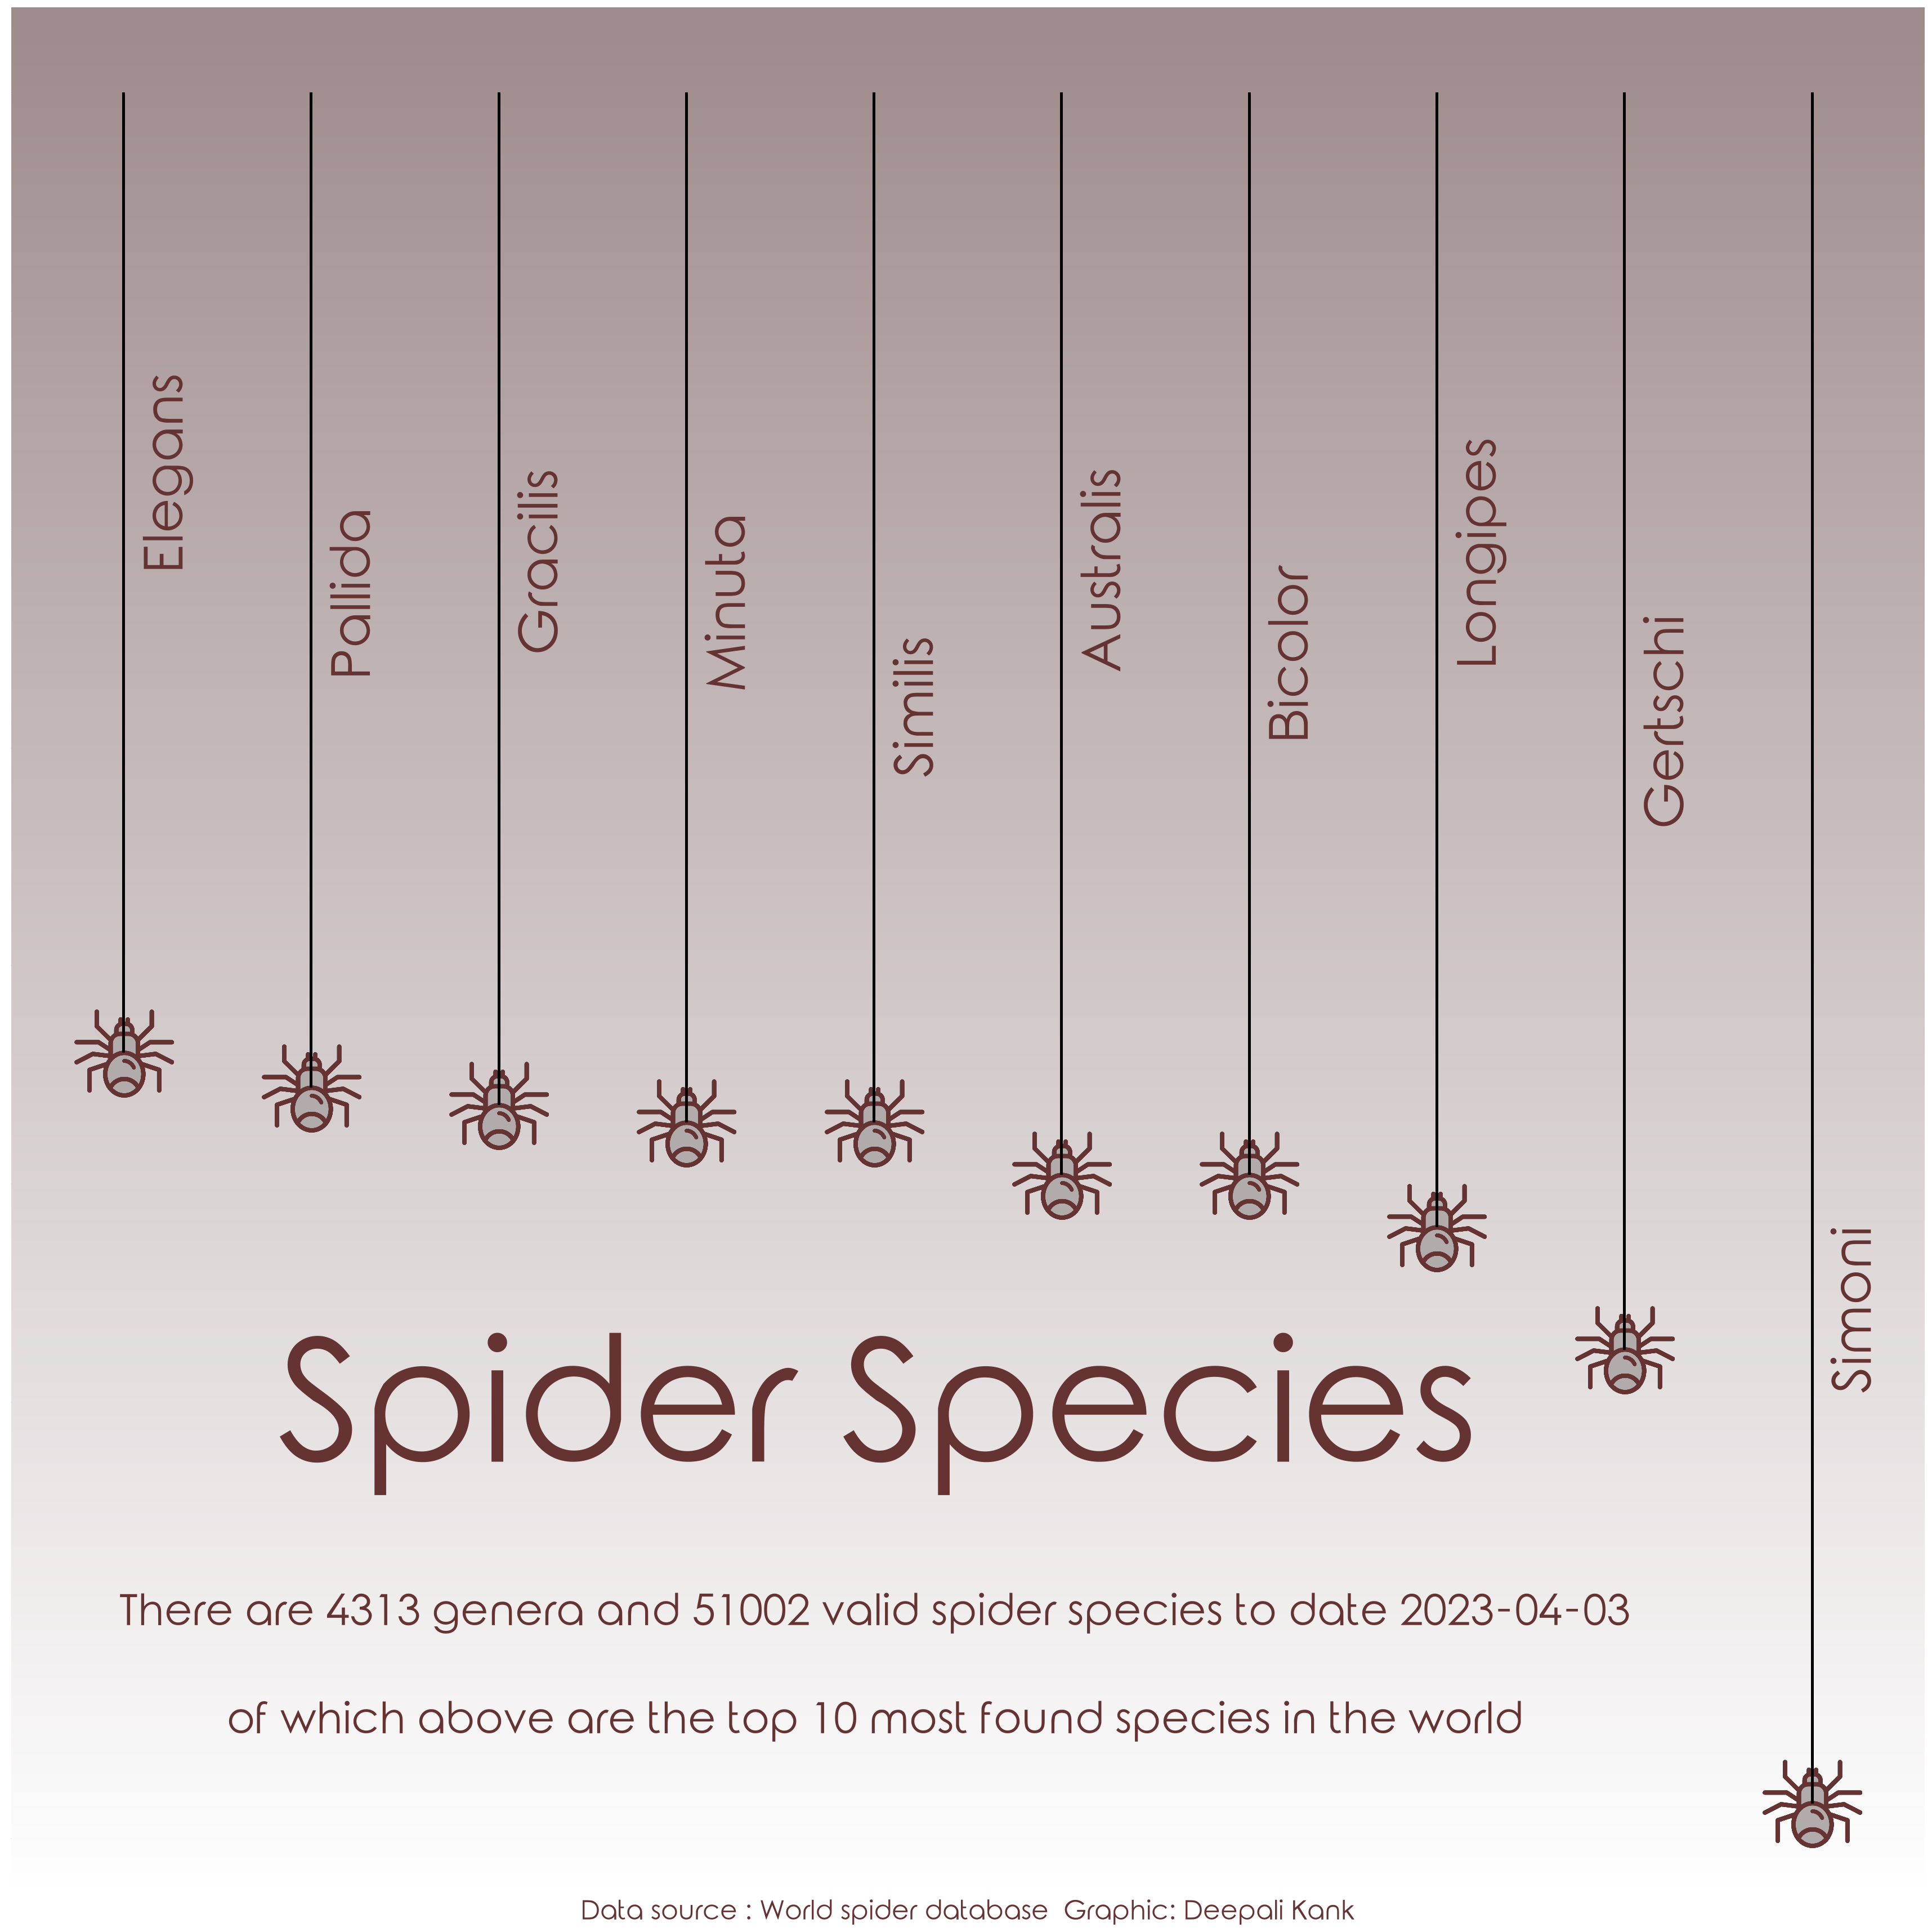 Elegans
Pallida
Gracilis
Minuta
Similis
Australis
Bicolor
Longipes
Gertschi
Simoni
Spider Species
There are 4313 genera and 51002 valid spider species to date 2023-04-03
of which above are the top 10 most found species in the world
Data source : World spider database  Graphic: Deepali Kank